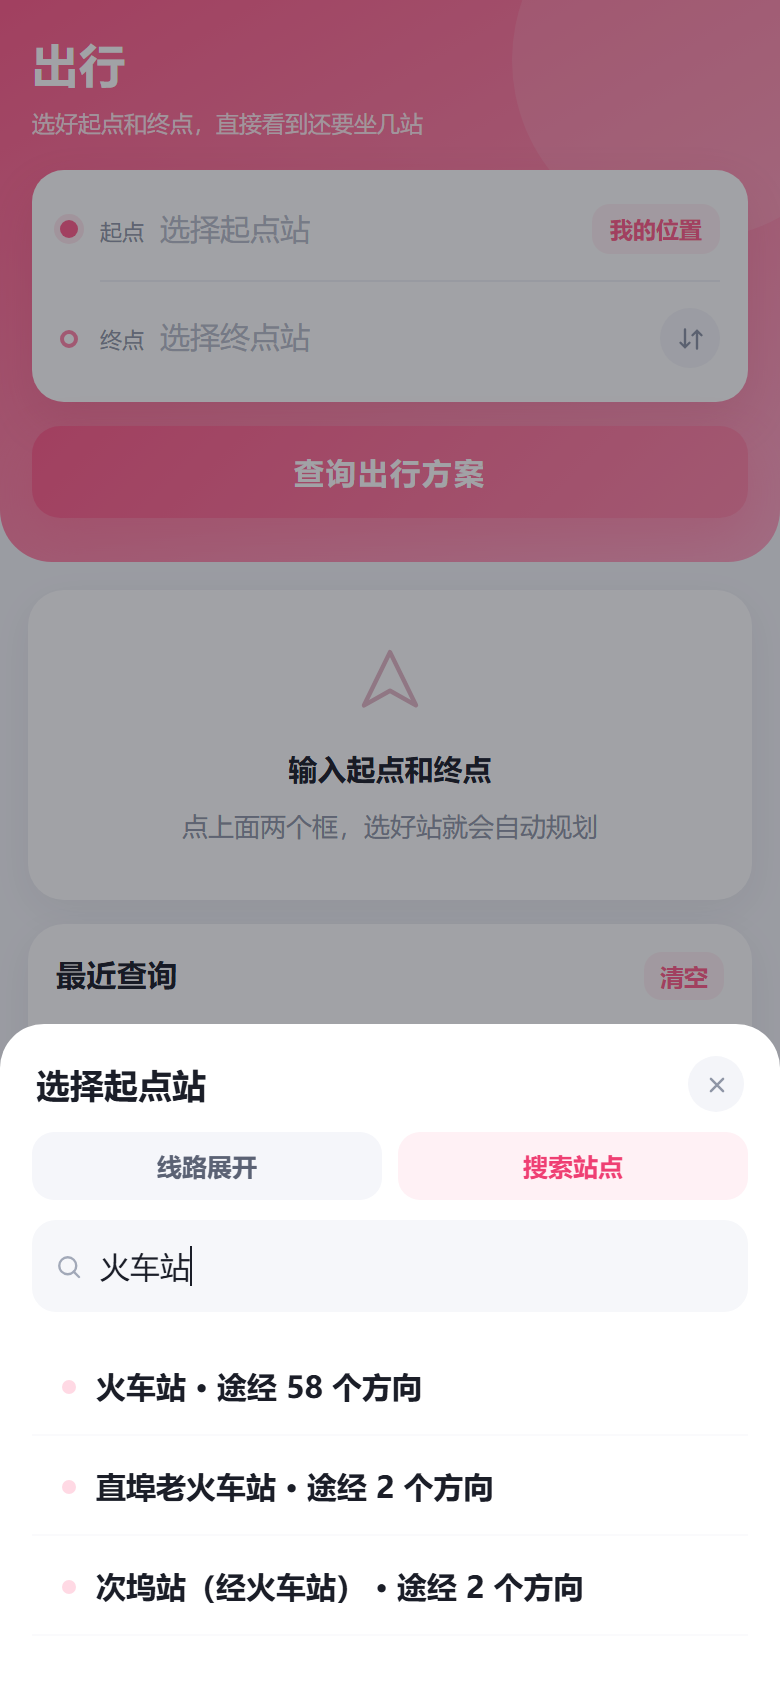 出行
选好起点和终点，直接看到还要坐几站
起点 选择起点站 我的位置
终点 选择终点站
查询出行方案
输入起点和终点
点上面两个框，选好站就会自动规划
最近查询 清空
选择起点站
线路展开 搜索站点
火车站
火车站 · 途经 58 个方向
直埠老火车站 · 途经 2 个方向
次坞站（经火车站） · 途经 2 个方向